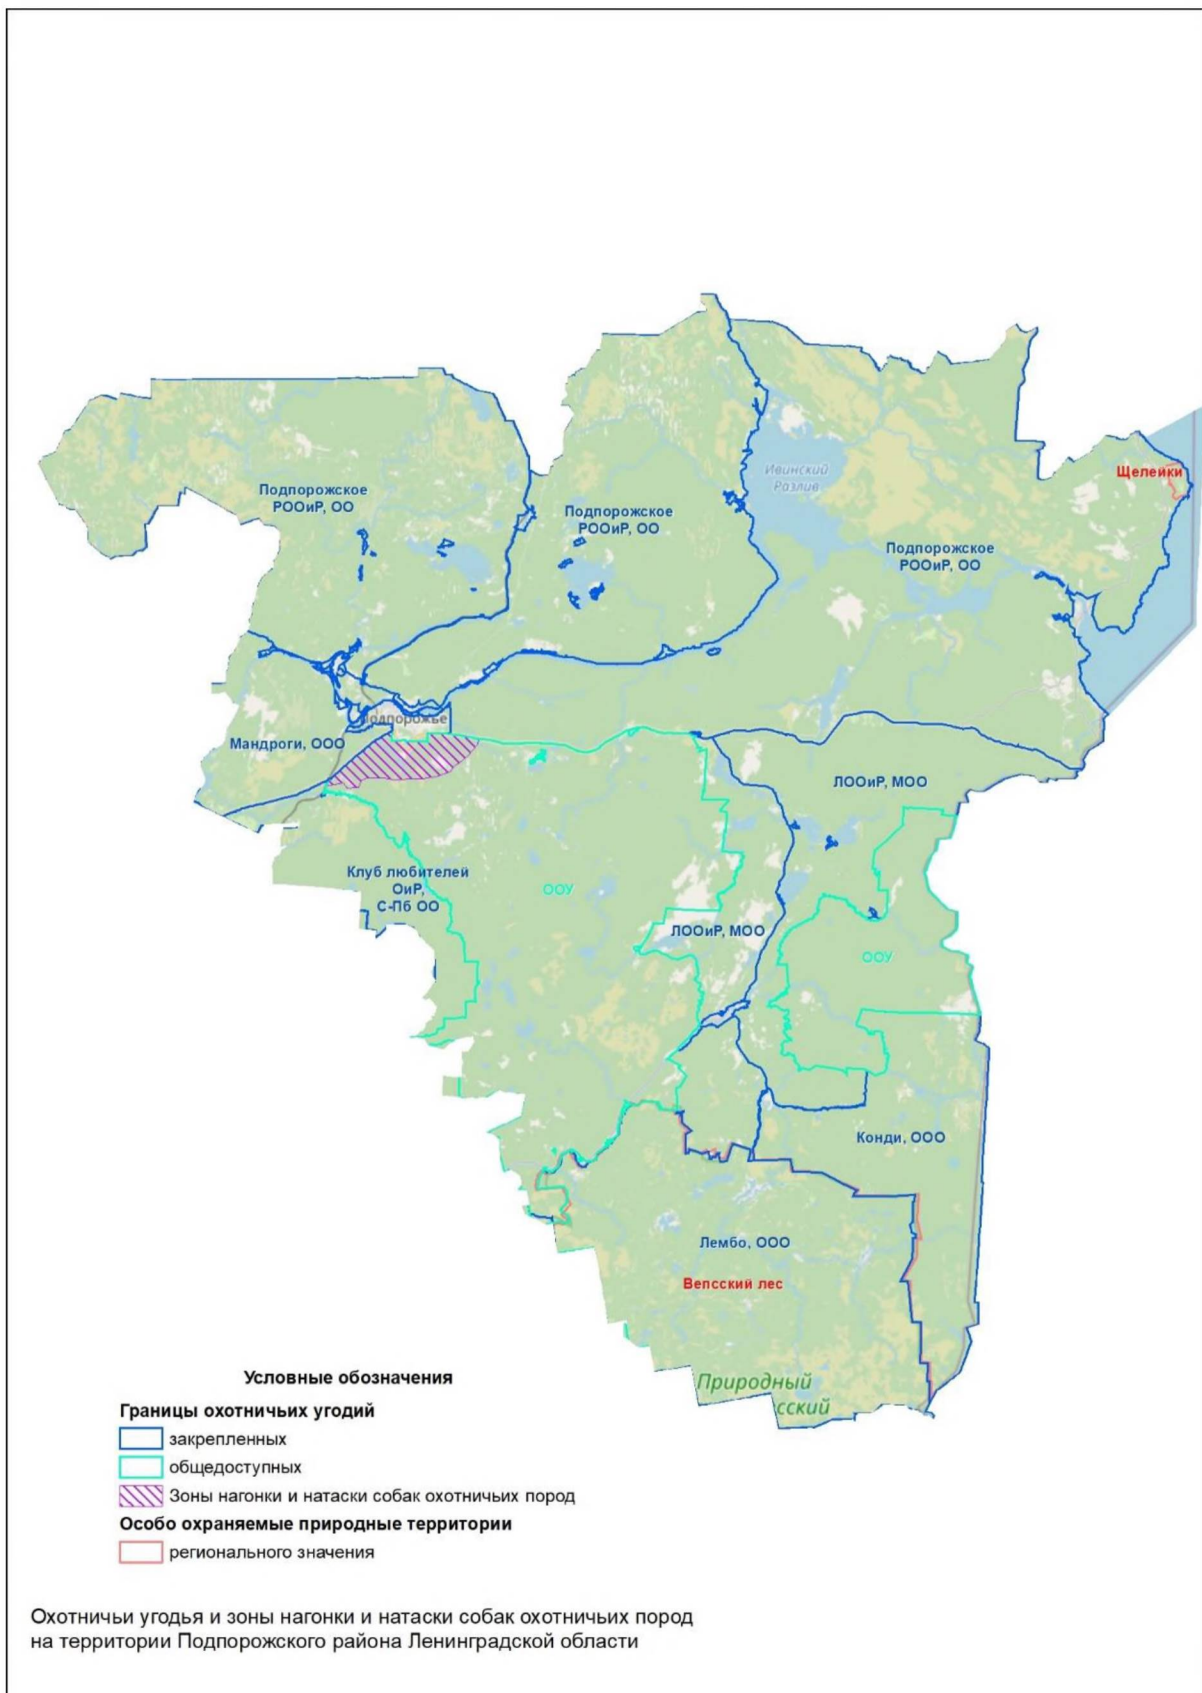 Ивинский
Разлив
Щелейки
Подпорожское
РООиР, ОО
Подпорожское
РООиР, ОО
Подпорожское
РООиР, ОО
Подпорожье
Мандроги, ООО
ЛООиР, МОО
Клуб любителей
ОиР,
С-Пб ОО
ООУ
ЛООиР, МОО
ООУ
Конди, ООО
Лембо, ООО
Вепсский лес
Природный
сский
Условные обозначения
Границы охотничьих угодий
закрепленных
общедоступных
Зоны нагонки и натаски собак охотничьих пород
Особо охраняемые природные территории
регионального значения
Охотничьи угодья и зоны нагонки и натаски собак охотничьих пород
на территории Подпорожского района Ленинградской области